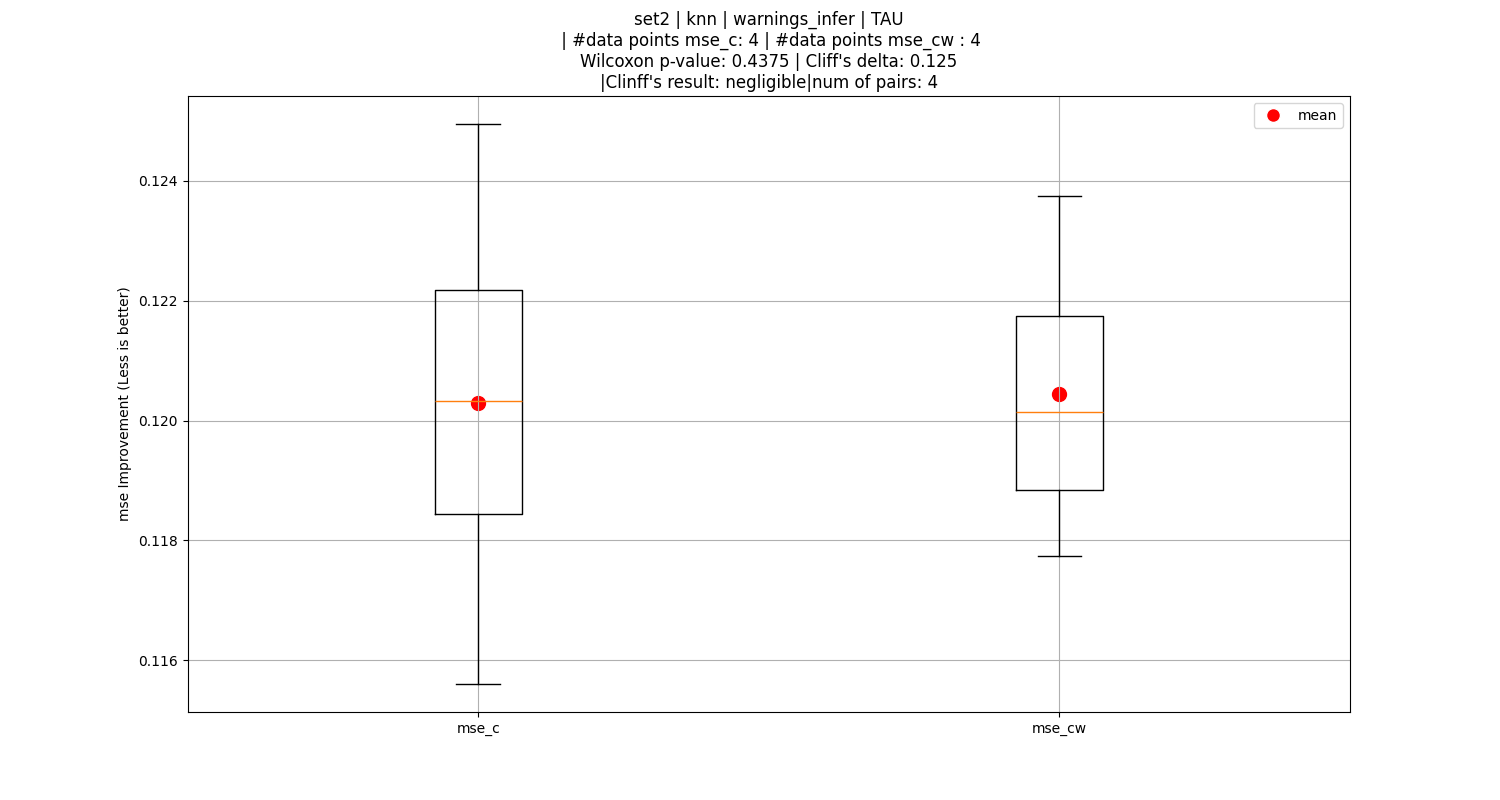 set2 | knn | warnings_infer | TAU
| #data points mse_c: 4 | #data points mse_cw : 4
Wilcoxon p-value: 0.4375 | Cliff's delta: 0.125
|Clinff's result: negligible|num of pairs: 4
mean
0.124
0.122
0.120
0.118
0.116
mse Improvement (Less is better)
mse_c
mse_cw